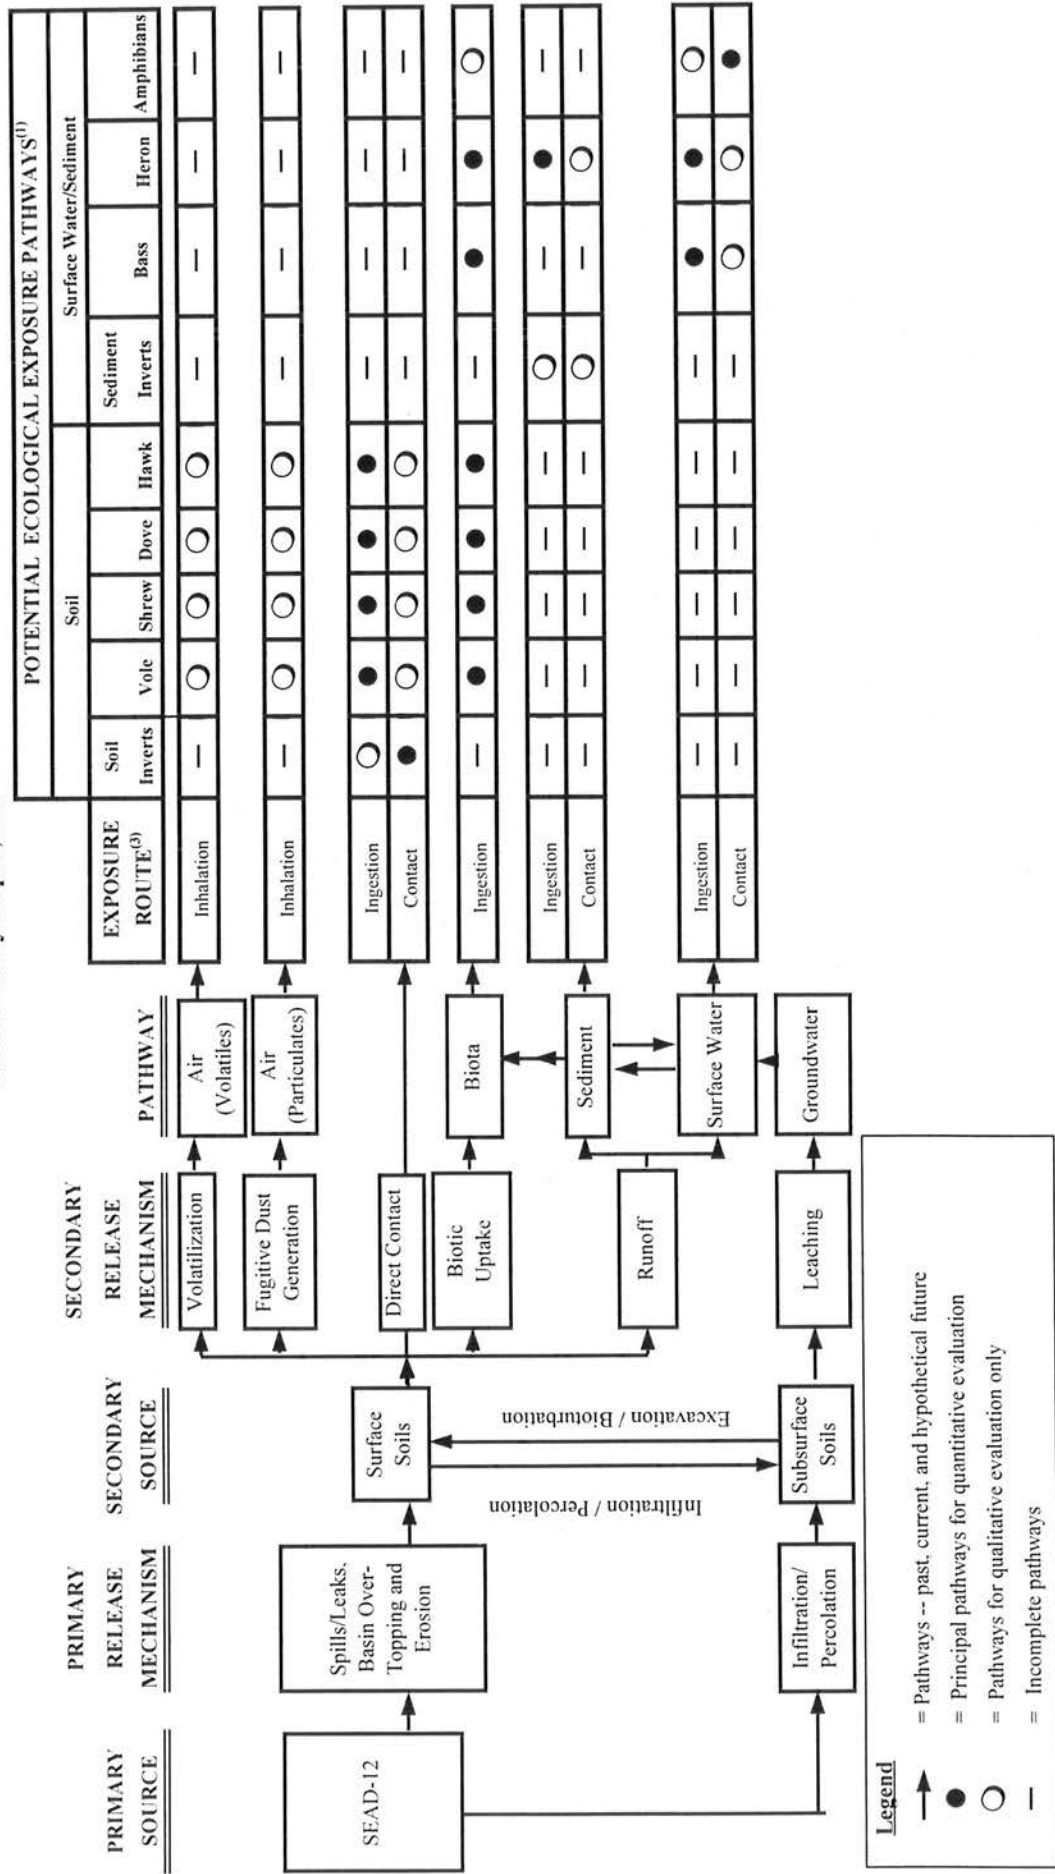 POTENTIAL ECOLOGICAL EXPOSURE PATHWAYS(1)
Soil
Surface Water/Sediment
PRIMARY
SOURCE
PRIMARY
RELEASE
MECHANISM
SECONDARY
SOURCE
SECONDARY
RELEASE
MECHANISM
PATHWAY
EXPOSURE
ROUTE(3)
Soil
Inverts
Vole
Shrew
Dove
Hawk
Sediment
Inverts
Bass
Heron
Amphibians
SEAD-12
Spills/Leaks.
Basin Over-
Topping and
Erosion
Infiltration/
Percolation
Surface
Soils
Infiltration / Percolation
Excavation / Bioturbation
Subsurface
Soils
Volatilization
Fugitive Dust
Generation
Direct Contact
Biotic
Uptake
Runoff
Leaching
Air
(Volatiles)
Air
(Particulates)
Biota
Sediment
Surface Water
Groundwater
Inhalation
Inhalation
Ingestion
Contact
Ingestion
Ingestion
Contact
Ingestion
Contact
Legend
= Pathways -- past, current, and hypothetical future
= Principal pathways for quantitative evaluation
= Pathways for qualitative evaluation only
= Incomplete pathways